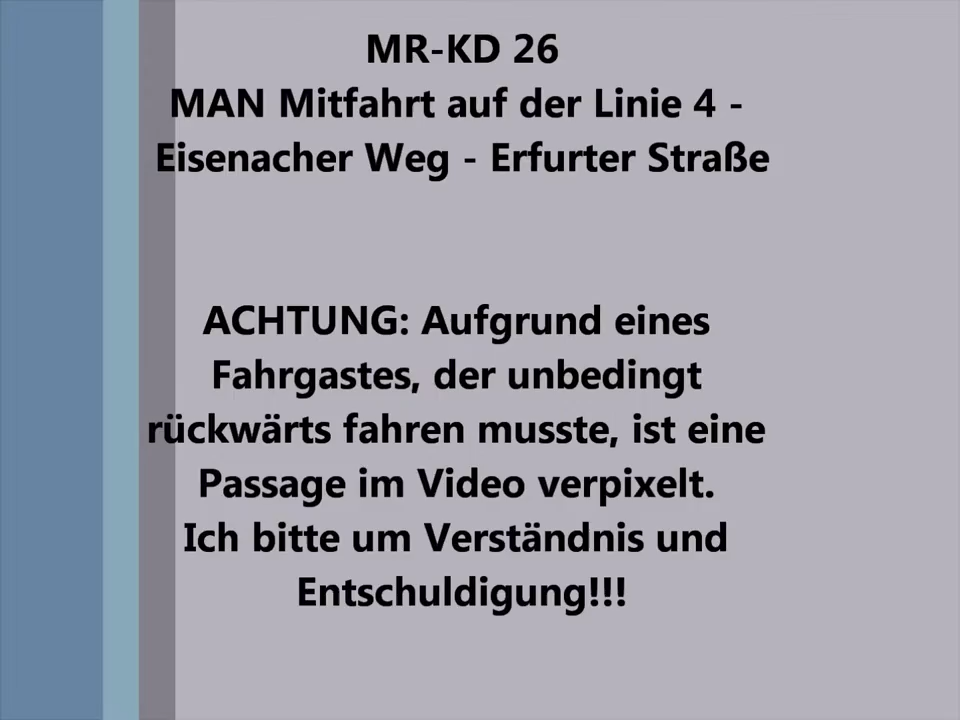 MR-KD 26
MAN Mitfahrt auf der Linie 4 -
Eisenacher Weg - Erfurter Straße
ACHTUNG: Aufgrund eines
Fahrgastes, der unbedingt
rückwärts fahren musste, ist eine
Passage im Video verpixelt.
Ich bitte um Verständnis und
Entschuldigung!!!